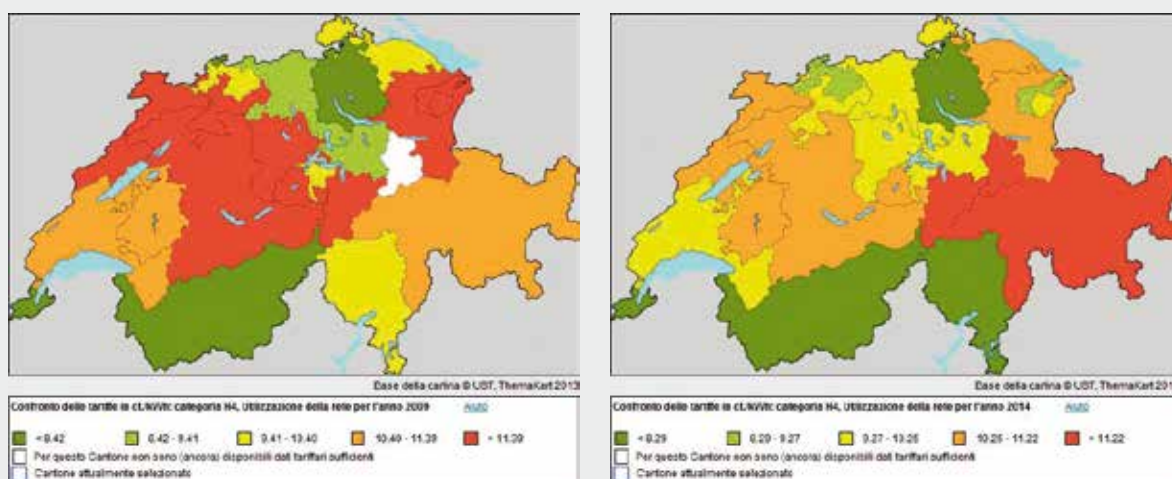 Base della cartina © UST, ThemaKart 2013
Confronto delle tariffe in ct./kWh: categoria H4, Utilizzazione della rete per l'anno 2009 Aiuto
< 8.42 8.42 - 9.41 9.41 - 10.40 10.40 - 11.39 > 11.39
Per questo Cantone non sono (ancora) disponibili dati tariffari sufficienti
Cantone attualmente selezionato
Base della cartina © UST, ThemaKart 201
Confronto delle tariffe in ct./kWh: categoria H4, Utilizzazione della rete per l'anno 2014 Aiuto
< 8.29 8.29 - 9.27 9.27 - 10.25 10.25 - 11.22 > 11.22
Per questo Cantone non sono (ancora) disponibili dati tariffari sufficienti
Cantone attualmente selezionato